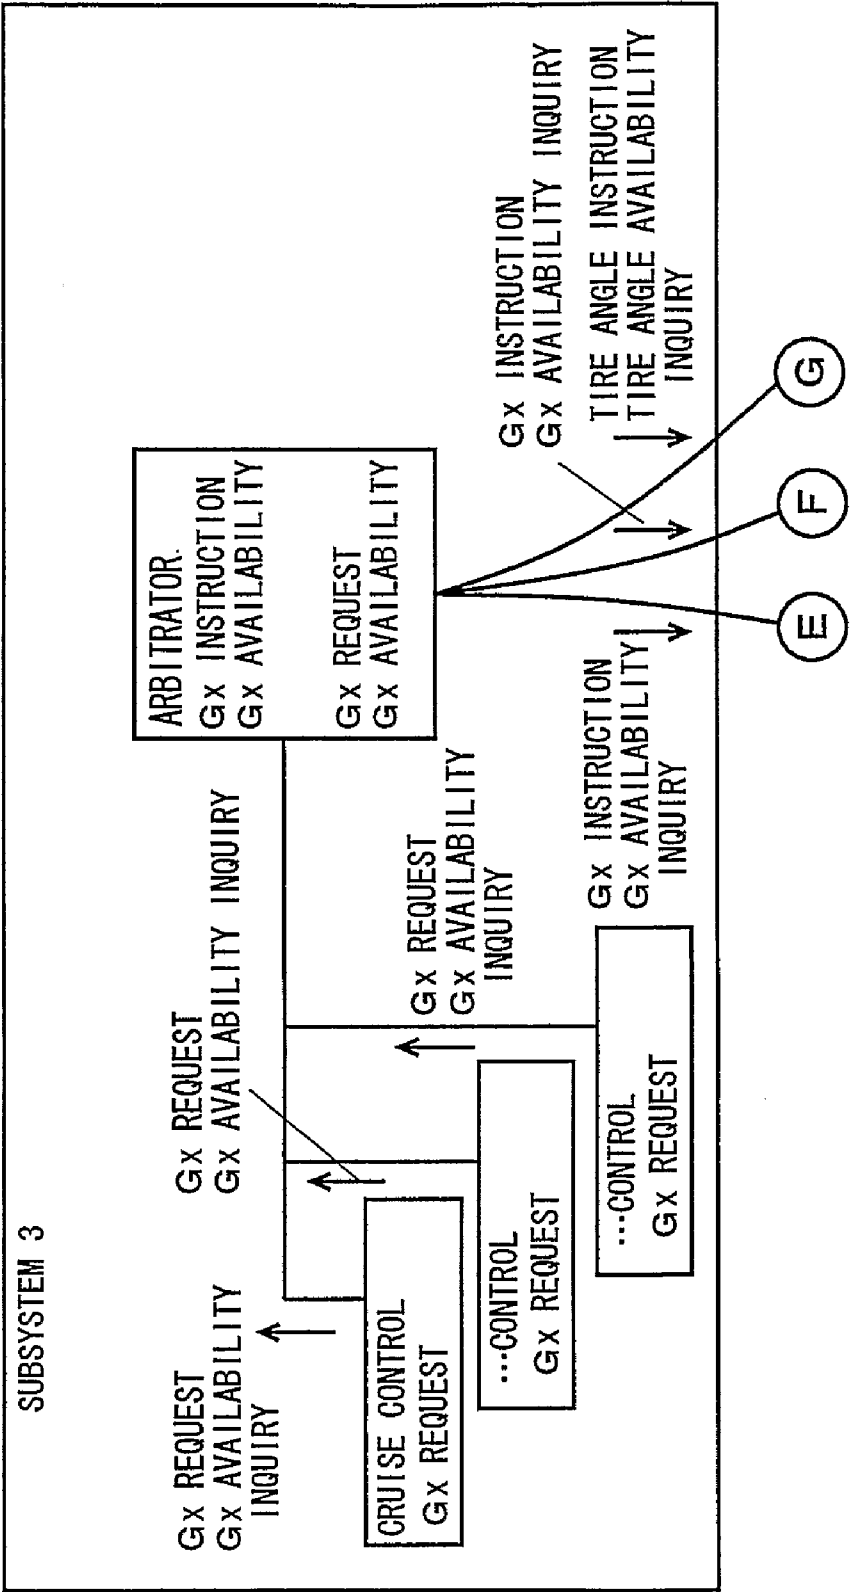 SUBSYSTEM 3
Gx REQUEST
Gx AVAILABILITY
INQUIRY
Gx REQUEST
Gx AVAILABILITY INQUIRY
ARBITRATOR.
Gx INSTRUCTION
Gx AVAILABILITY
Gx REQUEST
Gx AVAILABILITY
CRUISE CONTROL
Gx REQUEST
…CONTROL
Gx REQUEST
…CONTROL
Gx REQUEST
Gx REQUEST
Gx AVAILABILITY
INQUIRY
Gx INSTRUCTION
Gx AVAILABILITY
INQUIRY
Gx INSTRUCTION
Gx AVAILABILITY INQUIRY
TIRE ANGLE INSTRUCTION
TIRE ANGLE AVAILABILITY
INQUIRY
E
F
G